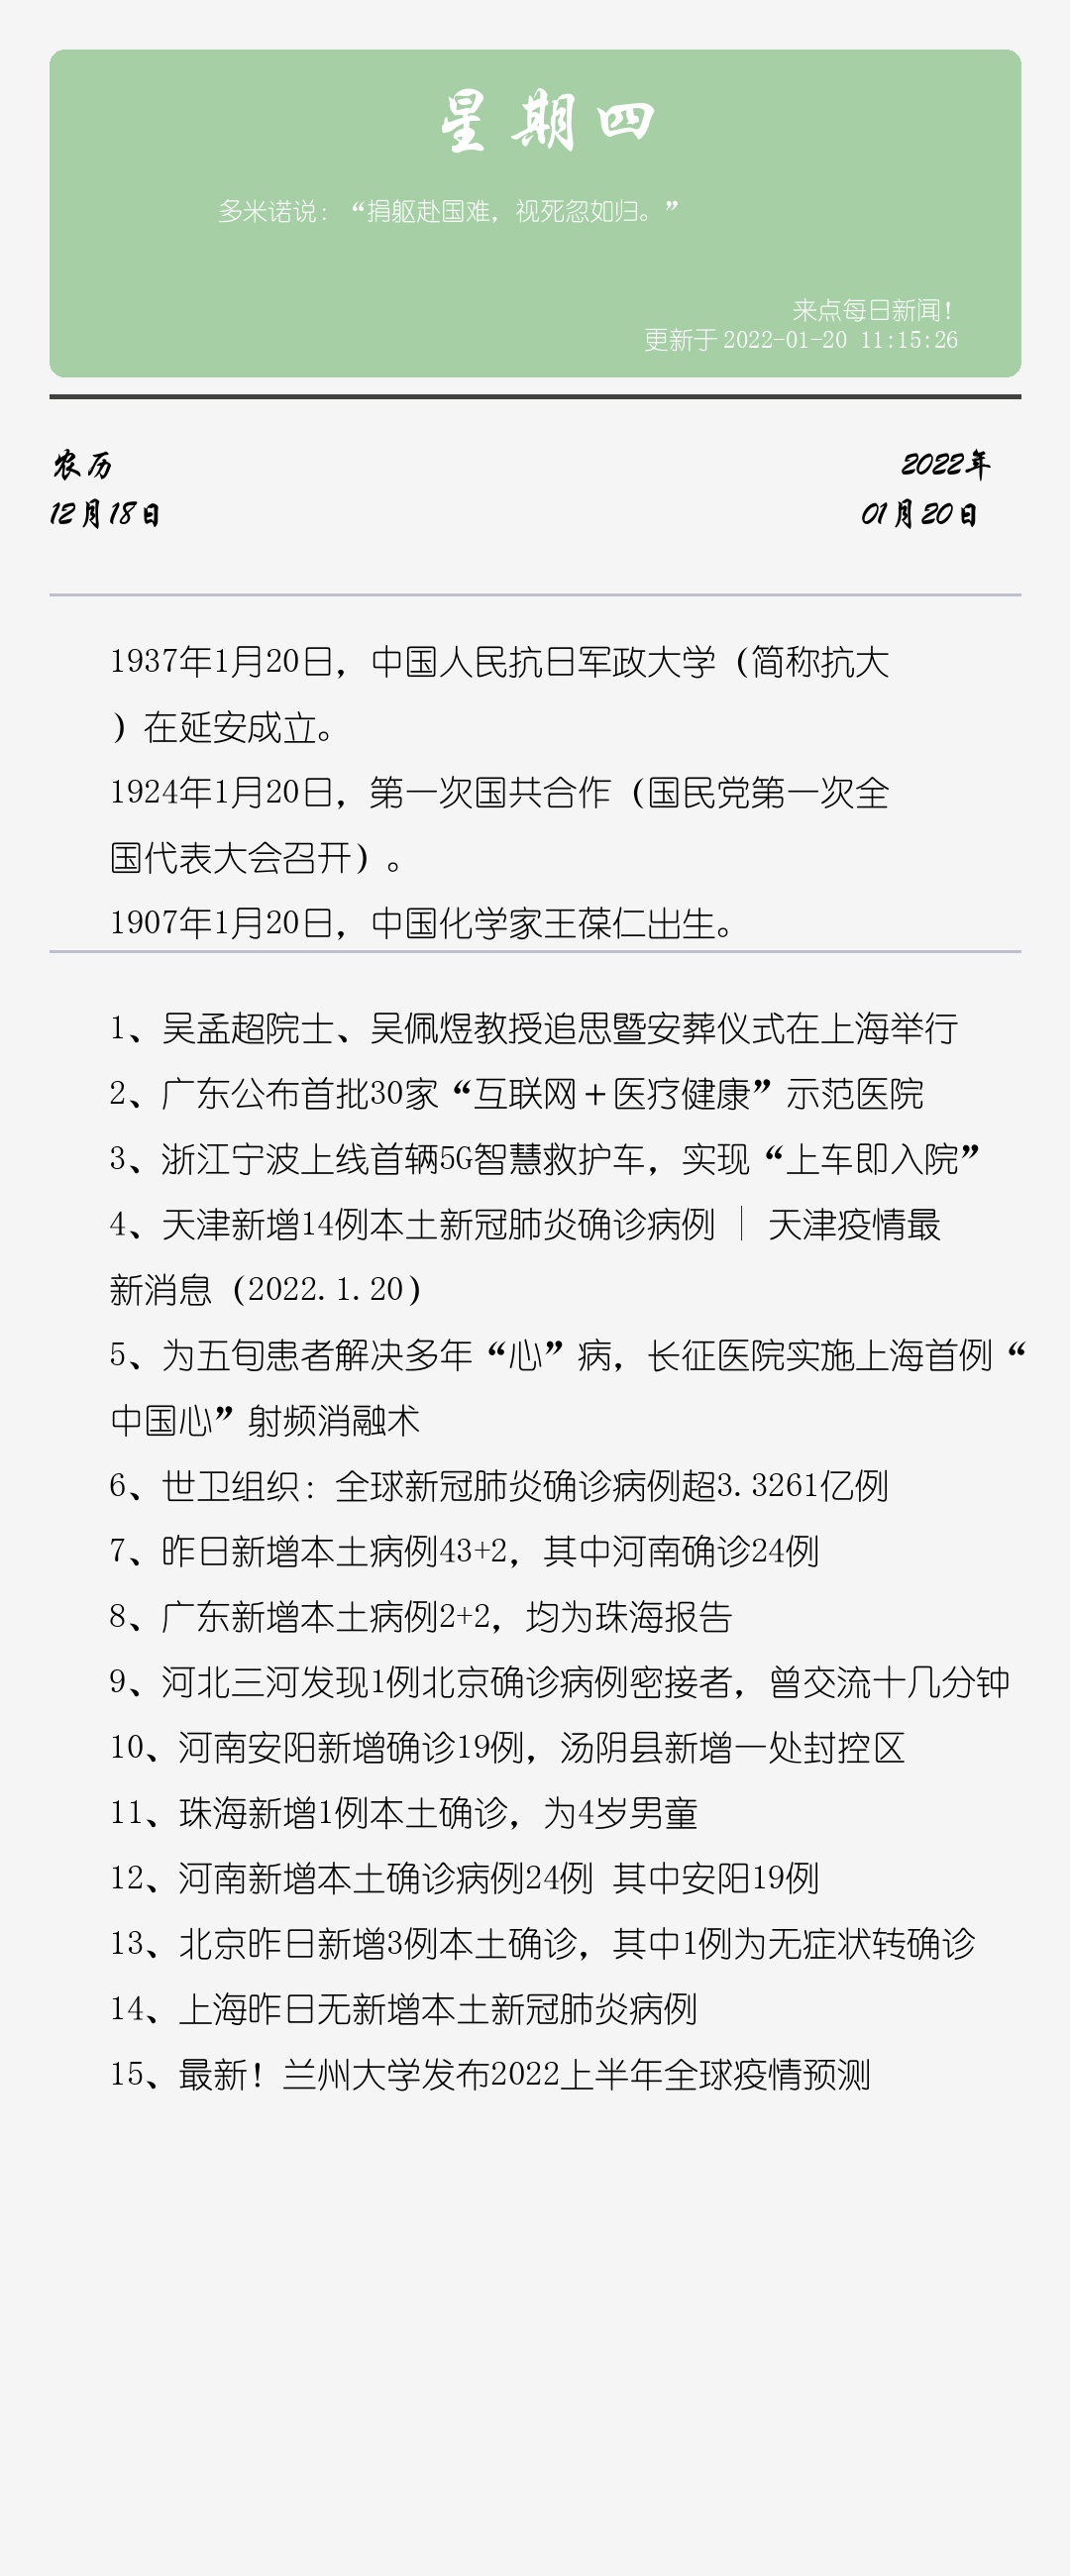 星期四
多米诺说：“捐躯赴国难，视死忽如归。”
来点每日新闻！
更新于 2022-01-20 11:15:26
农历
2022年
12月18日
01月20日
1937年1月20日，中国人民抗日军政大学（简称抗大
）在延安成立。
1924年1月20日，第一次国共合作（国民党第一次全
国代表大会召开）。
1907年1月20日，中国化学家王葆仁出生。
1、吴孟超院士、吴佩煜教授追思暨安葬仪式在上海举行
2、广东公布首批30家“互联网＋医疗健康”示范医院
3、浙江宁波上线首辆5G智慧救护车，实现“上车即入院”
4、天津新增14例本土新冠肺炎确诊病例 | 天津疫情最
新消息（2022.1.20）
5、为五旬患者解决多年“心”病，长征医院实施上海首例“
中国心”射频消融术
6、世卫组织：全球新冠肺炎确诊病例超3.3261亿例
7、昨日新增本土病例43+2，其中河南确诊24例
8、广东新增本土病例2+2，均为珠海报告
9、河北三河发现1例北京确诊病例密接者，曾交流十几分钟
10、河南安阳新增确诊19例，汤阴县新增一处封控区
11、珠海新增1例本土确诊，为4岁男童
12、河南新增本土确诊病例24例 其中安阳19例
13、北京昨日新增3例本土确诊，其中1例为无症状转确诊
14、上海昨日无新增本土新冠肺炎病例
15、最新！兰州大学发布2022上半年全球疫情预测